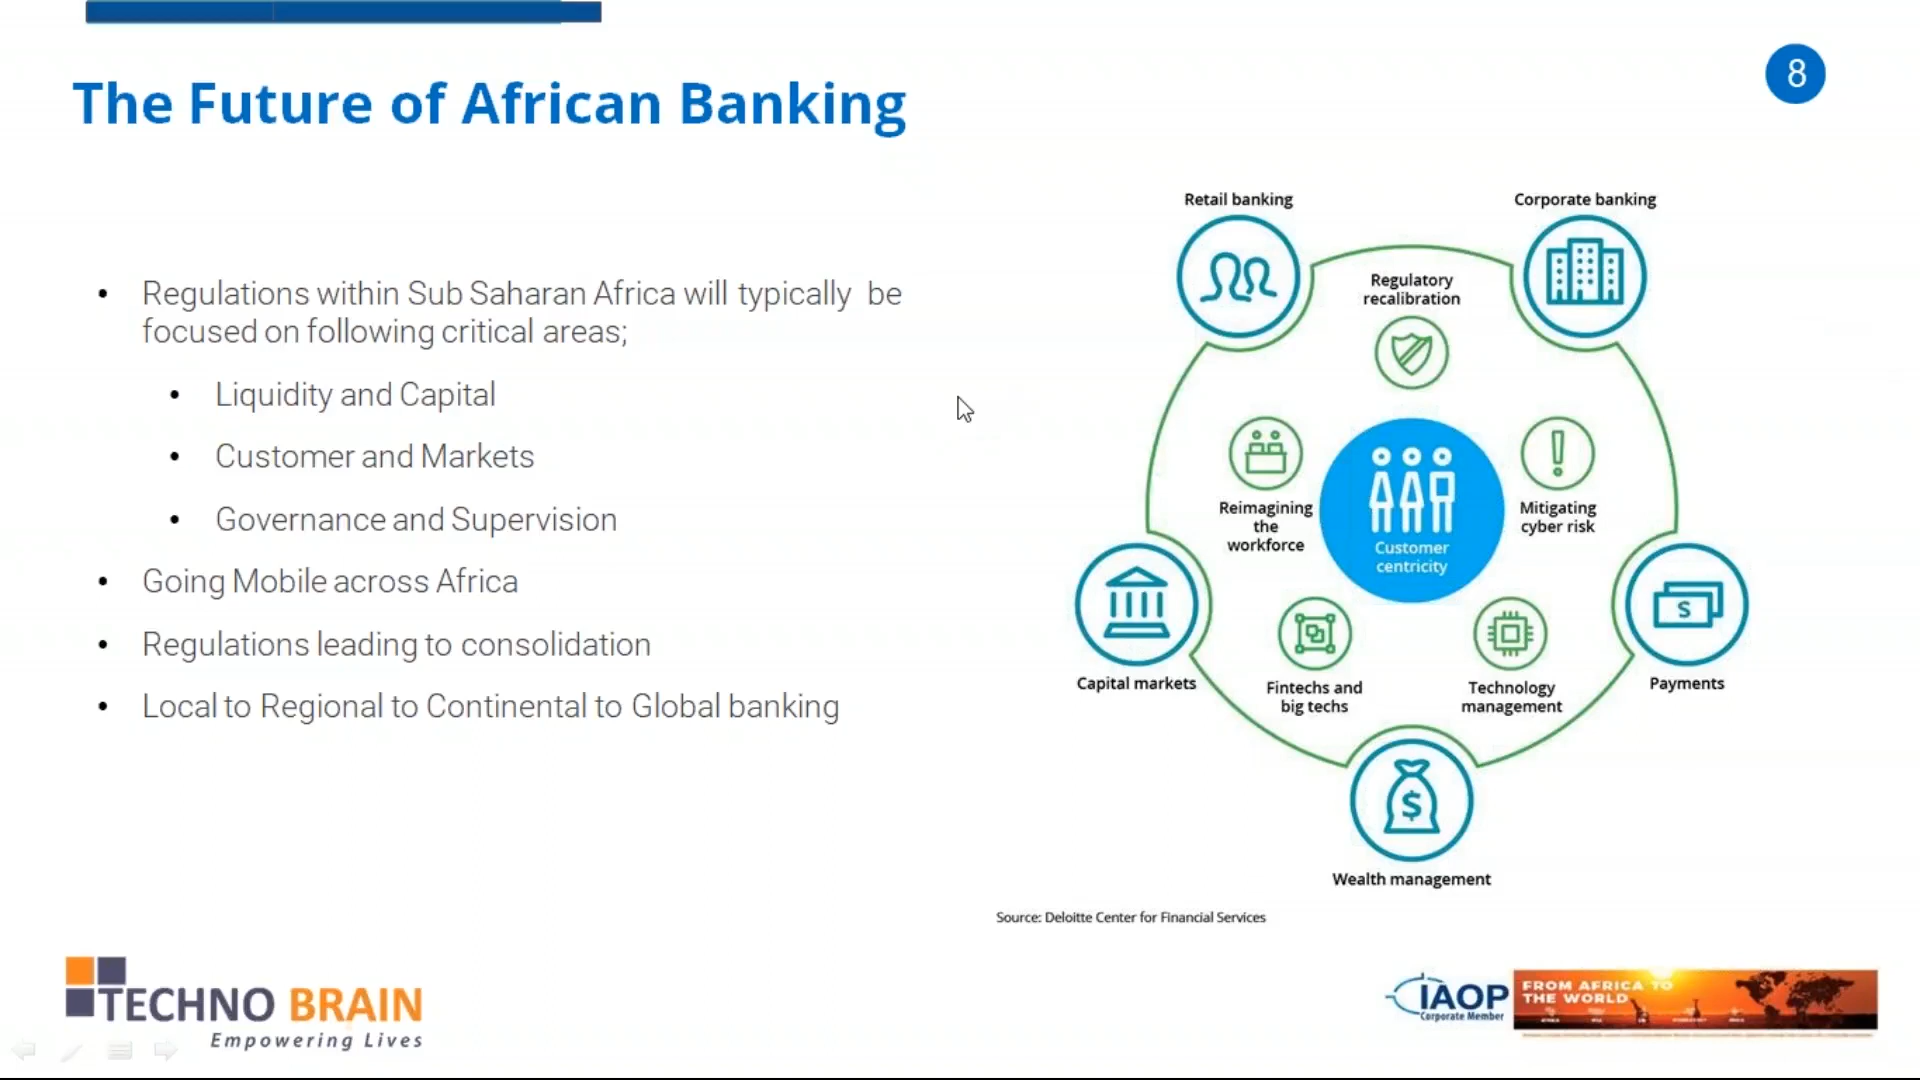 The Future of African Banking
8
Regulations within Sub Saharan Africa will typically be
focused on following critical areas;
Liquidity and Capital
Customer and Markets
Governance and Supervision
Going Mobile across Africa
Regulations leading to consolidation
Local to Regional to Continental to Global banking
Retail banking
Corporate banking
Regulatory
recalibration
Reimagining
the
workforce
Customer
centricity
Mitigating
cyber risk
Capital markets
Fintechs and
big techs
Technology
management
Payments
$
$
Wealth management
Source: Deloitte Center for Financial Services
TECHNO BRAIN
Empowering Lives
IAOP
Corporate Member
FROM AFRICA TO
THE WORLD